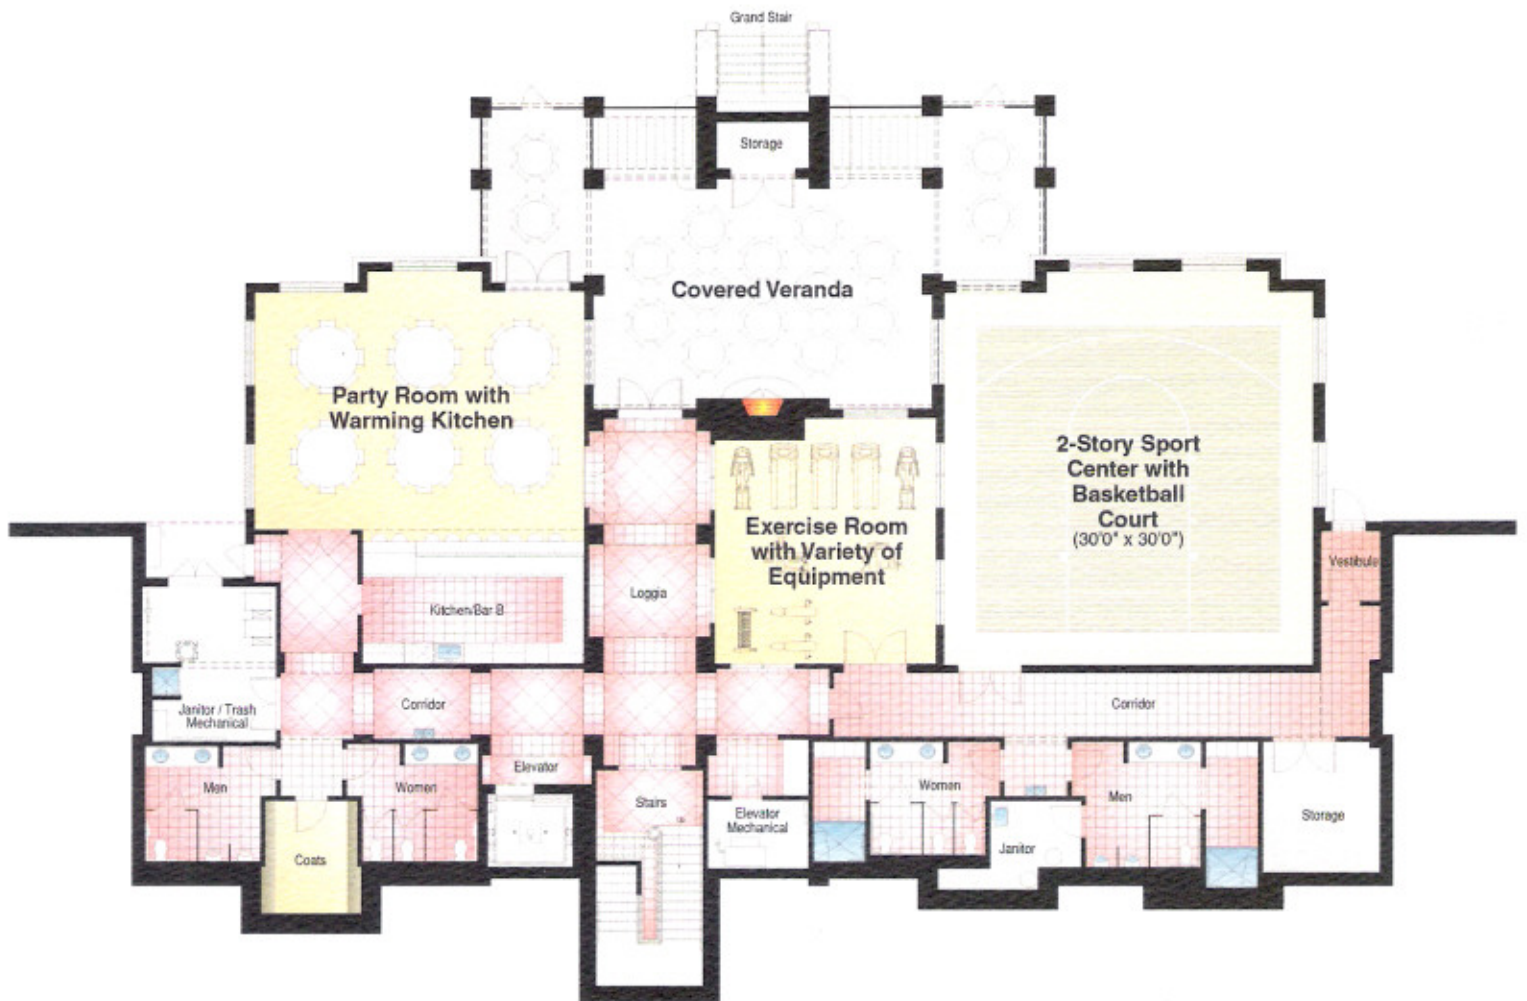 Grand Stair
Storage
Covered Veranda
Party Room with
Warming Kitchen
2-Story Sport
Center with
Basketball
Court
(30'0" x 30'0")
Exercise Room
with Variety of
Equipment
Vestibule
Loggia
Kitchen/Bar B
Corridor
Corridor
Janitor / Trash
Mechanical
Elevator
Men
Women
Stairs
Elevator
Mechanical
Women
Men
Storage
Janitor
Coats